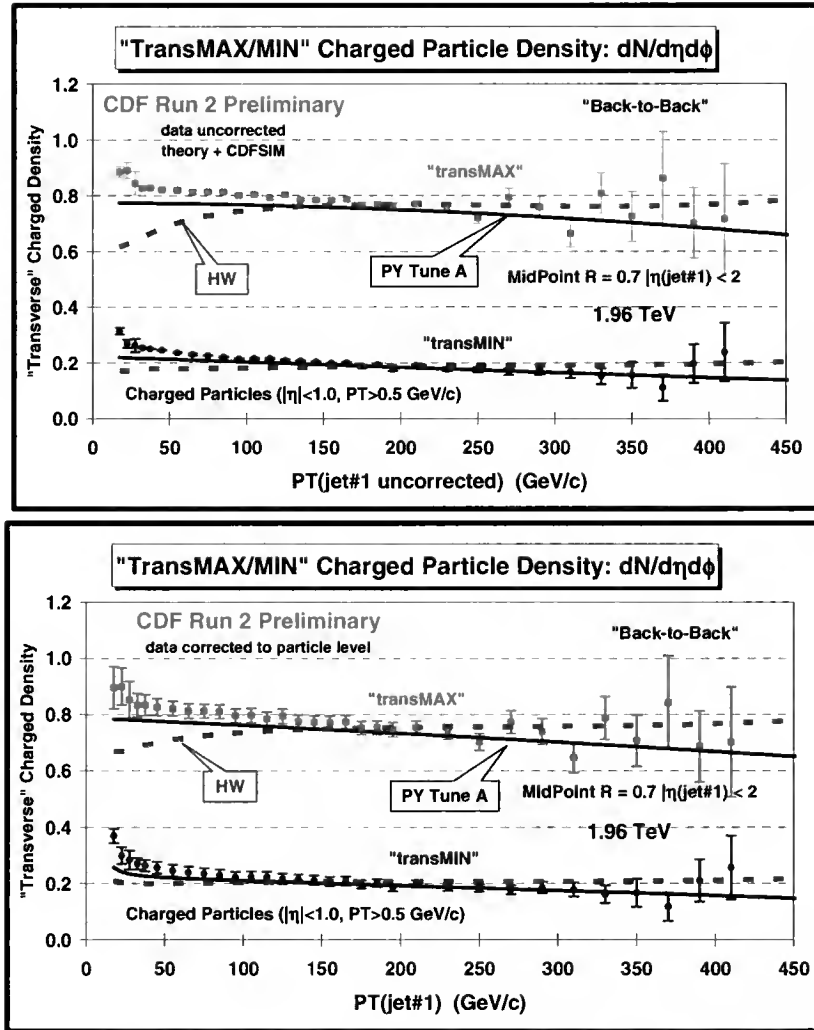 "TransMAX/MIN" Charged Particle Density: dN/dηdϕ
"Transverse" Charged Density
1.2
1.0
0.8
0.6
0.4
0.2
0.0
CDF Run 2 Preliminary
data uncorrected
theory + CDFSIM
"Back-to-Back"
"transMAX"
HW
PY Tune A
MidPoint R = 0.7 |η(jet#1) < 2
1.96 TeV
"transMIN"
Charged Particles (|η|<1.0, PT>0.5 GeV/c)
0 50 100 150 200 250 300 350 400 450
PT(jet#1 uncorrected) (GeV/c)
"TransMAX/MIN" Charged Particle Density: dN/dηdϕ
"Transverse" Charged Density
1.2
1.0
0.8
0.6
0.4
0.2
0.0
CDF Run 2 Preliminary
data corrected to particle level
"Back-to-Back"
"transMAX"
HW
PY Tune A
MidPoint R = 0.7 |η(jet#1) < 2
1.96 TeV
"transMIN"
Charged Particles (|η|<1.0, PT>0.5 GeV/c)
0 50 100 150 200 250 300 350 400 450
PT(jet#1) (GeV/c)